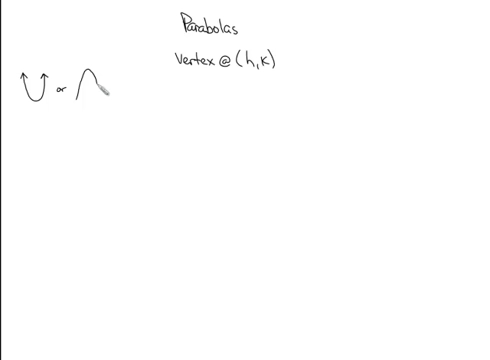 Parabolas
Vertex @ (h,k)
or